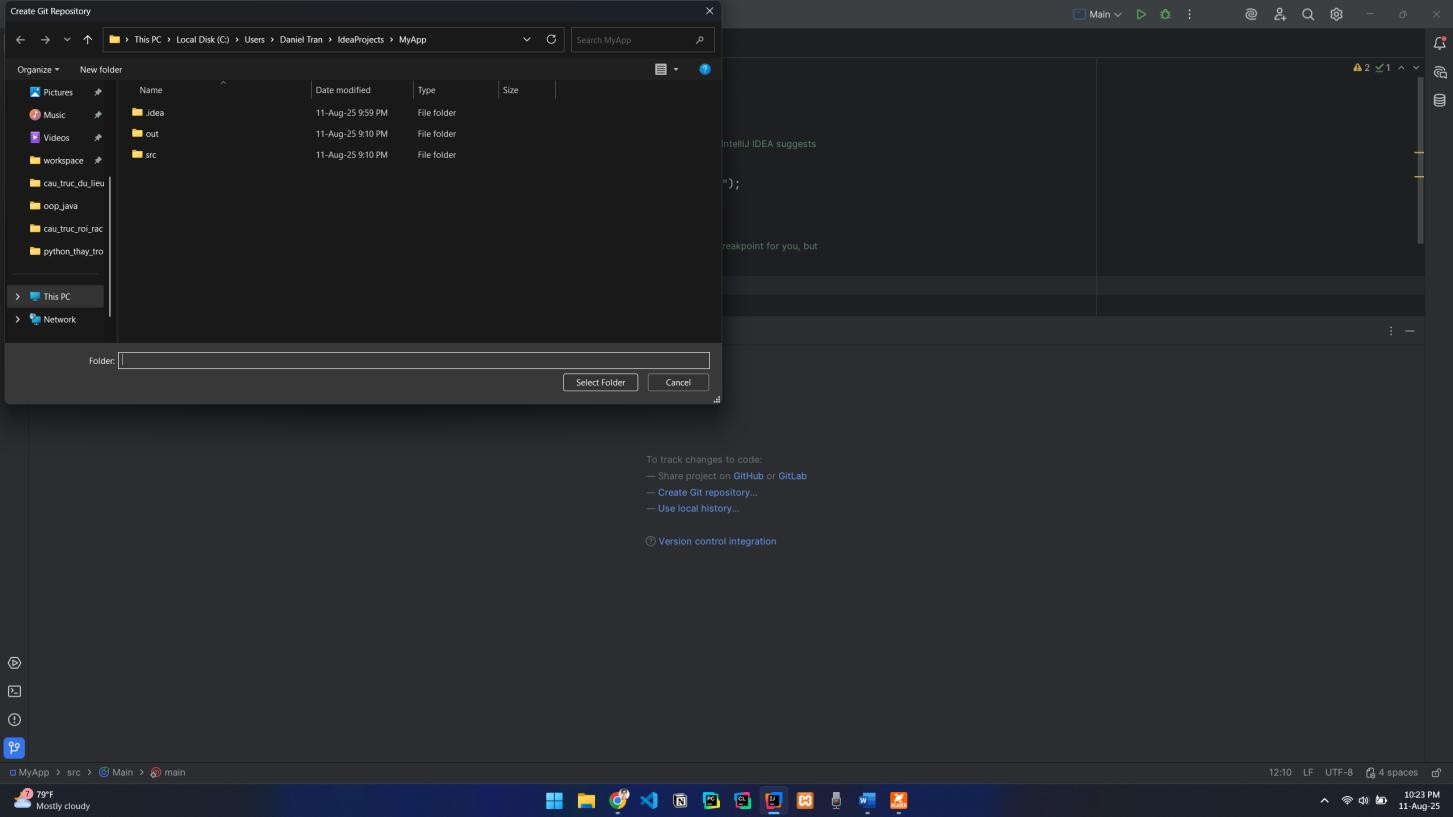 Create Git Repository
This PC > Local Disk (C:) > Users > Daniel Tran > IdeaProjects > MyApp
Search MyApp
Organize
New folder
Pictures
Music
Videos
workspace
cau_truc_du_lieu
oop_java
cau_truc_roi_rac
python_thay_tro
This PC
Network
Name Date modified Type Size
.idea 11-Aug-25 9:59 PM File folder
out 11-Aug-25 9:10 PM File folder
src 11-Aug-25 9:10 PM File folder
Folder:
Select Folder
Cancel
Main
2 1
IntelliJ IDEA suggests
");
reakpoint for you, but
To track changes to code:
— Share project on GitHub or GitLab
— Create Git repository...
— Use local history...
Version control integration
MyApp > src > Main > main
12:10 LF UTF-8 4 spaces
79°F
Mostly cloudy
10:23 PM
11-Aug-25